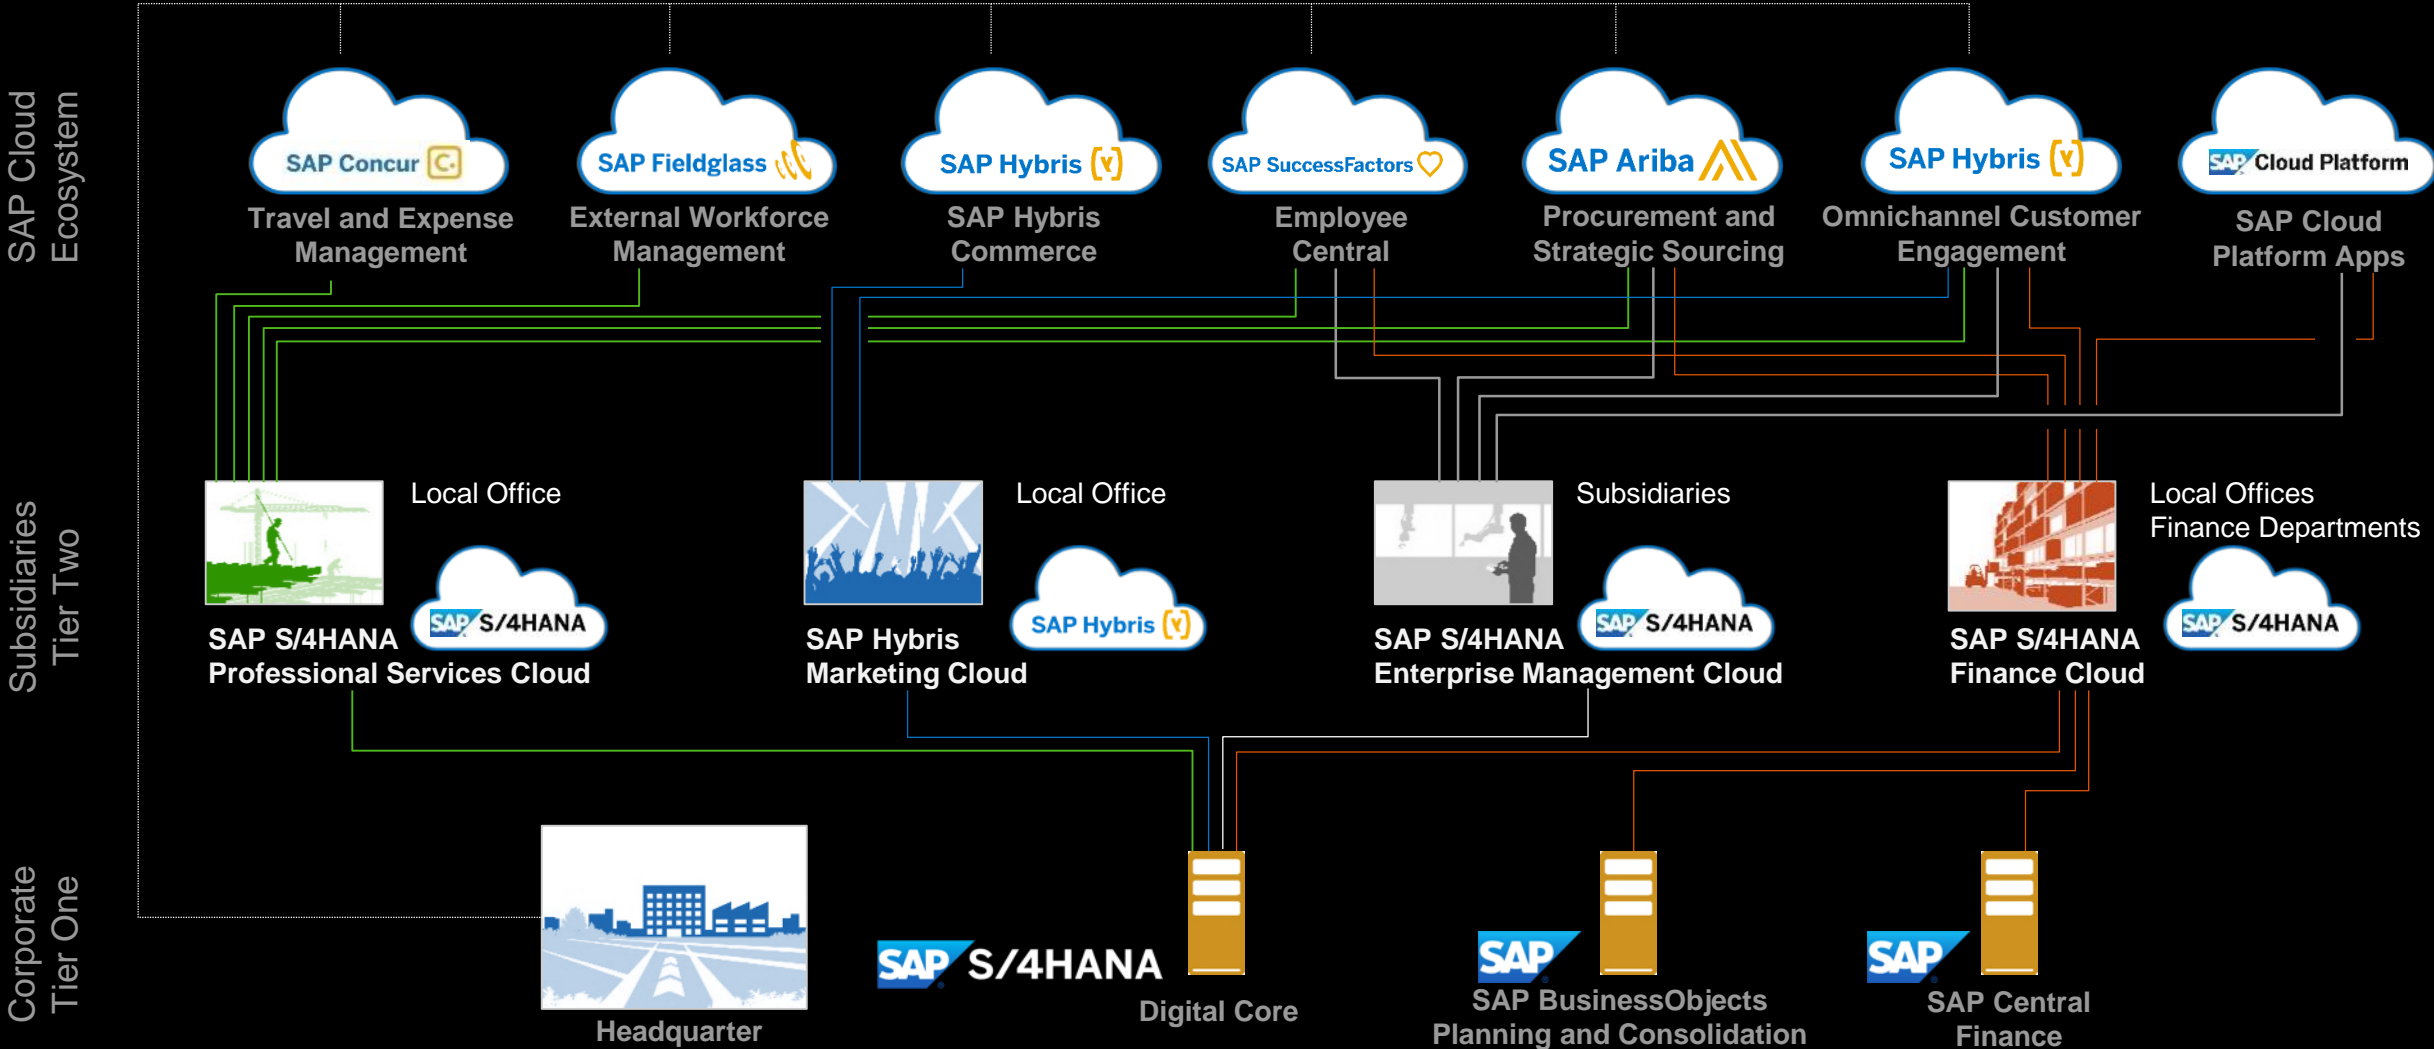 SAP Cloud
Ecosystem
SAP Concur C.
SAP Fieldglass
SAP Hybris (Y)
SAP SuccessFactors
SAP Ariba
SAP Hybris (Y)
SAP Cloud Platform
Travel and Expense
Management
External Workforce
Management
SAP Hybris
Commerce
Employee
Central
Procurement and
Strategic Sourcing
Omnichannel Customer
Engagement
SAP Cloud
Platform Apps
Subsidiaries
Tier Two
Local Office
SAP S/4HANA
SAP S/4HANA
Professional Services Cloud
Local Office
SAP Hybris (Y)
SAP Hybris
Marketing Cloud
Subsidiaries
SAP S/4HANA
SAP S/4HANA
Enterprise Management Cloud
Local Offices
Finance Departments
SAP S/4HANA
SAP S/4HANA
Finance Cloud
Corporate
Tier One
Headquarter
SAP S/4HANA
Digital Core
SAP
SAP BusinessObjects
Planning and Consolidation
SAP
SAP Central
Finance